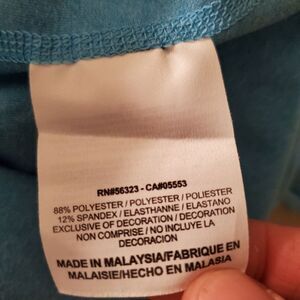 RN#56323 - CA#05553
88% POLYESTER / POLYESTER / POLIESTER
12% SPANDEX / ELASTHANNE / ELASTANO
EXCLUSIVE OF DECORATION / DECORATION
NON COMPRISE / NO INCLUYE LA
DECORACION
MADE IN MALAYSIA/FABRIQUE EN
MALAISIE/HECHO EN MALASIA